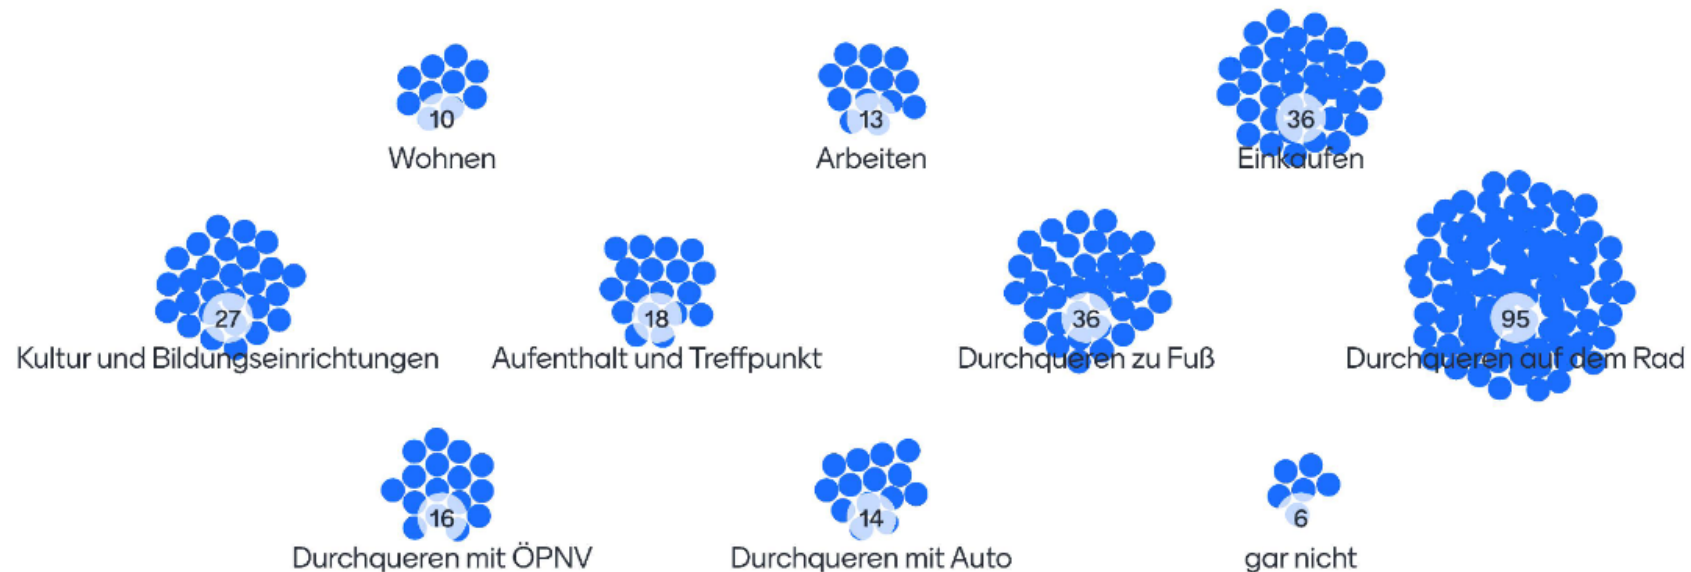 10 13 36
Wohnen Arbeiten Einkaufen
27 18 36 95
Kultur und Bildungseinrichtungen Aufenthalt und Treffpunkt Durchqueren zu Fuß Durchqueren auf dem Rad
16 14 6
Durchqueren mit ÖPNV Durchqueren mit Auto gar nicht